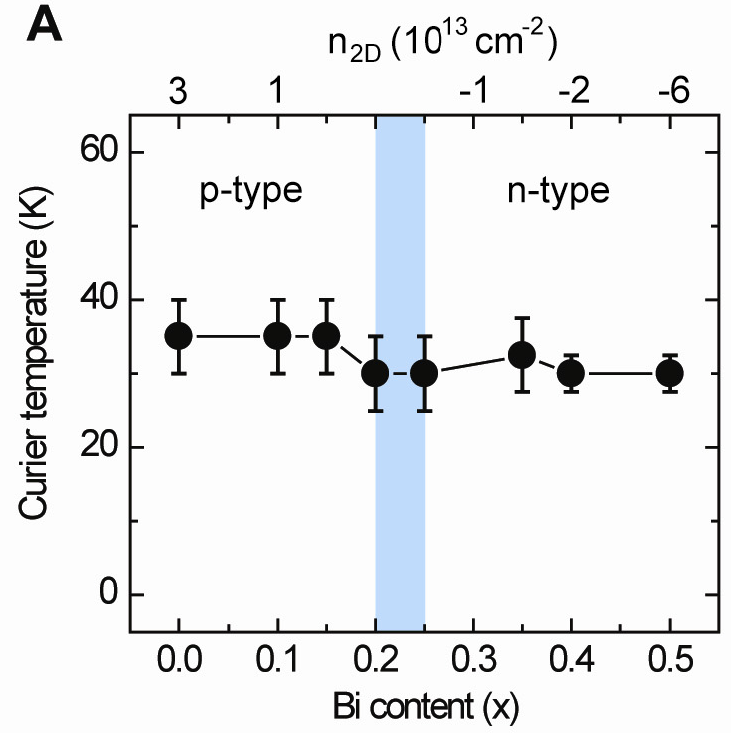 A
n2D (10^13 cm^-2)
3 1 -1 -2 -6
60
p-type n-type
40
20
0
Curier temperature (K)
0.0 0.1 0.2 0.3 0.4 0.5
Bi content (x)